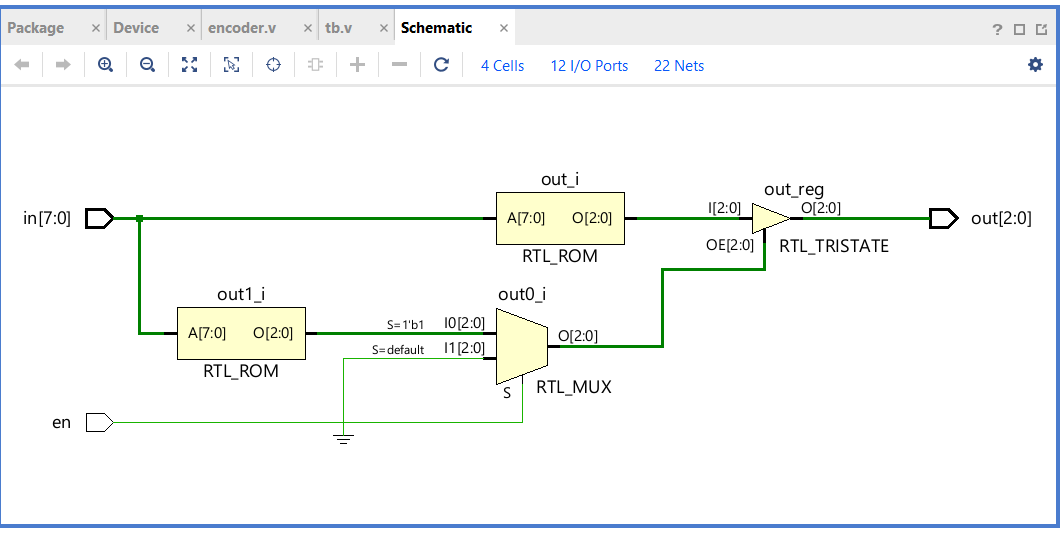 Package × Device × encoder.v × tb.v × Schematic ×
?
4 Cells 12 I/O Ports 22 Nets
out_i
out_reg
in[7:0]
A[7:0] O[2:0]
I[2:0] O[2:0]
out[2:0]
OE[2:0] RTL_TRISTATE
RTL_ROM
out1_i
out0_i
A[7:0] O[2:0]
S=1'b1 I0[2:0]
O[2:0]
S=default I1[2:0]
RTL_ROM
S RTL_MUX
en